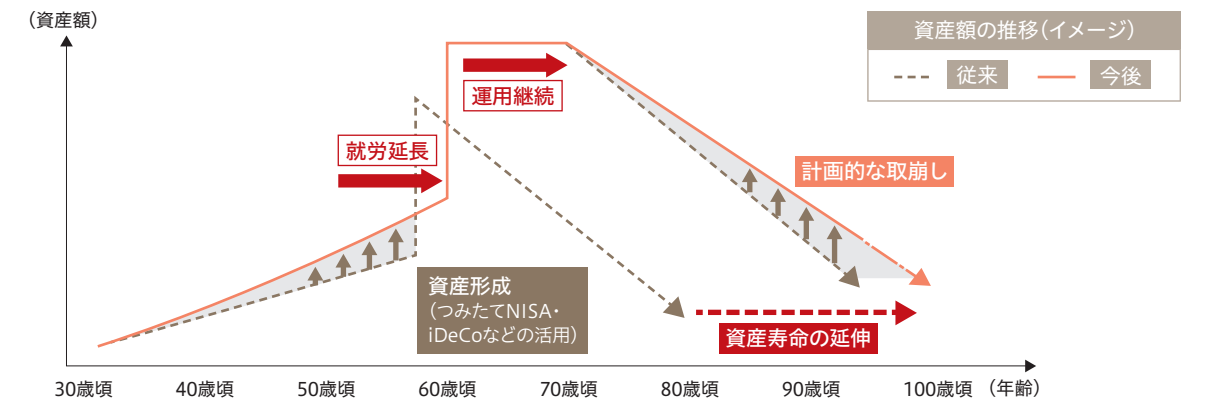 (資産額)
資産額の推移(イメージ)
従来
今後
運用継続
就労延長
計画的な取崩し
資産形成
(つみたてNISA・
iDeCoなどの活用)
資産寿命の延伸
30歳頃 40歳頃 50歳頃 60歳頃 70歳頃 80歳頃 90歳頃 100歳頃 (年齢)